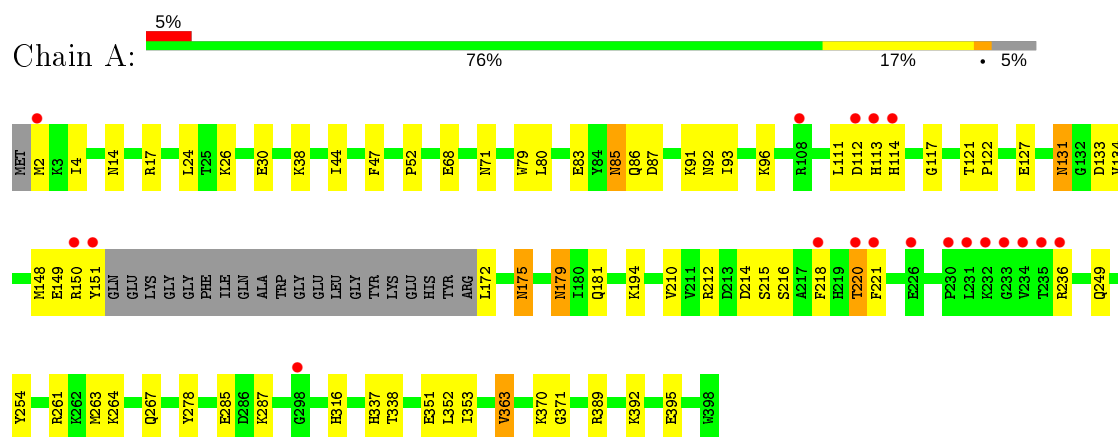 5%
Chain A:
76% 17% • 5%
MET M2 K3 I4 N14 R17 L24 T25 K26 E30 K38 I44 F47 P52 E68 N71 W79 L80 E83 Y84 N85 Q86 D87 K91 N92 I93 K96 R108 L111 D112 H113 H114 G117 T121 P122 E127 N131 G132 D133 V134
M148 E149 R150 Y151 GLN GLU LYS GLY GLY PHE ILE GLN ALA TRP GLY GLU LEU GLY TYR LYS GLU HIS TYR ARG L172 N175 N179 I180 Q181 K194 V210 V211 R212 D213 D214 S215 S216 A217 F218 H219 T220 F221 E226 P230 L231 K232 G233 V234 T235 R236 Q249
Y254 R261 K262 M263 K264 Q267 Y278 E285 D286 K287 G298 H316 H337 T338 E351 L352 I353 V363 K370 G371 R389 K392 E395 W398